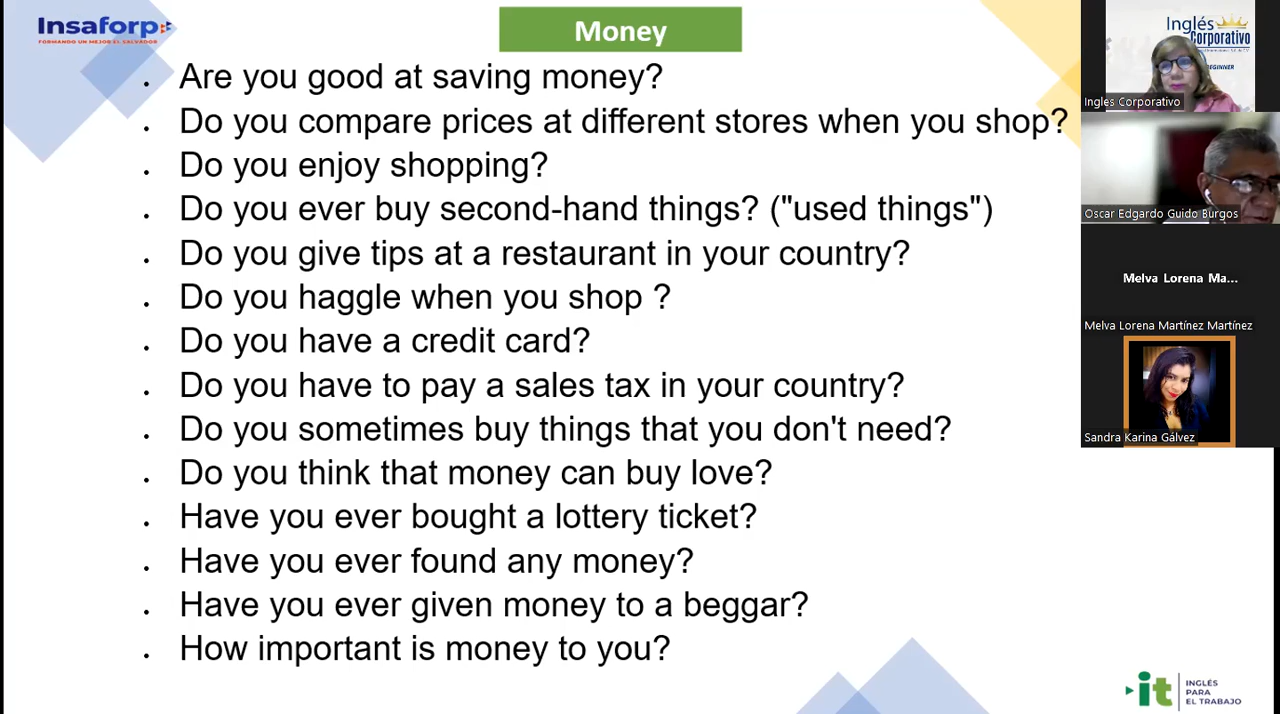 Insaforp
FORMANDO UN MEJOR EL SALVADOR
Money
. Are you good at saving money?
. Do you compare prices at different stores when you shop?
. Do you enjoy shopping?
. Do you ever buy second-hand things? ("used things")
. Do you give tips at a restaurant in your country?
. Do you haggle when you shop ?
. Do you have a credit card?
. Do you have to pay a sales tax in your country?
. Do you sometimes buy things that you don't need?
. Do you think that money can buy love?
. Have you ever bought a lottery ticket?
. Have you ever found any money?
. Have you ever given money to a beggar?
. How important is money to you?
Inglés
Corporativo
Ingles Corporativo
Oscar Edgardo Guido Burgos
Melva Lorena Ma...
Melva Lorena Martínez Martínez
Sandra Karina Gálvez
it
INGLÉS
PARA
EL TRABAJO